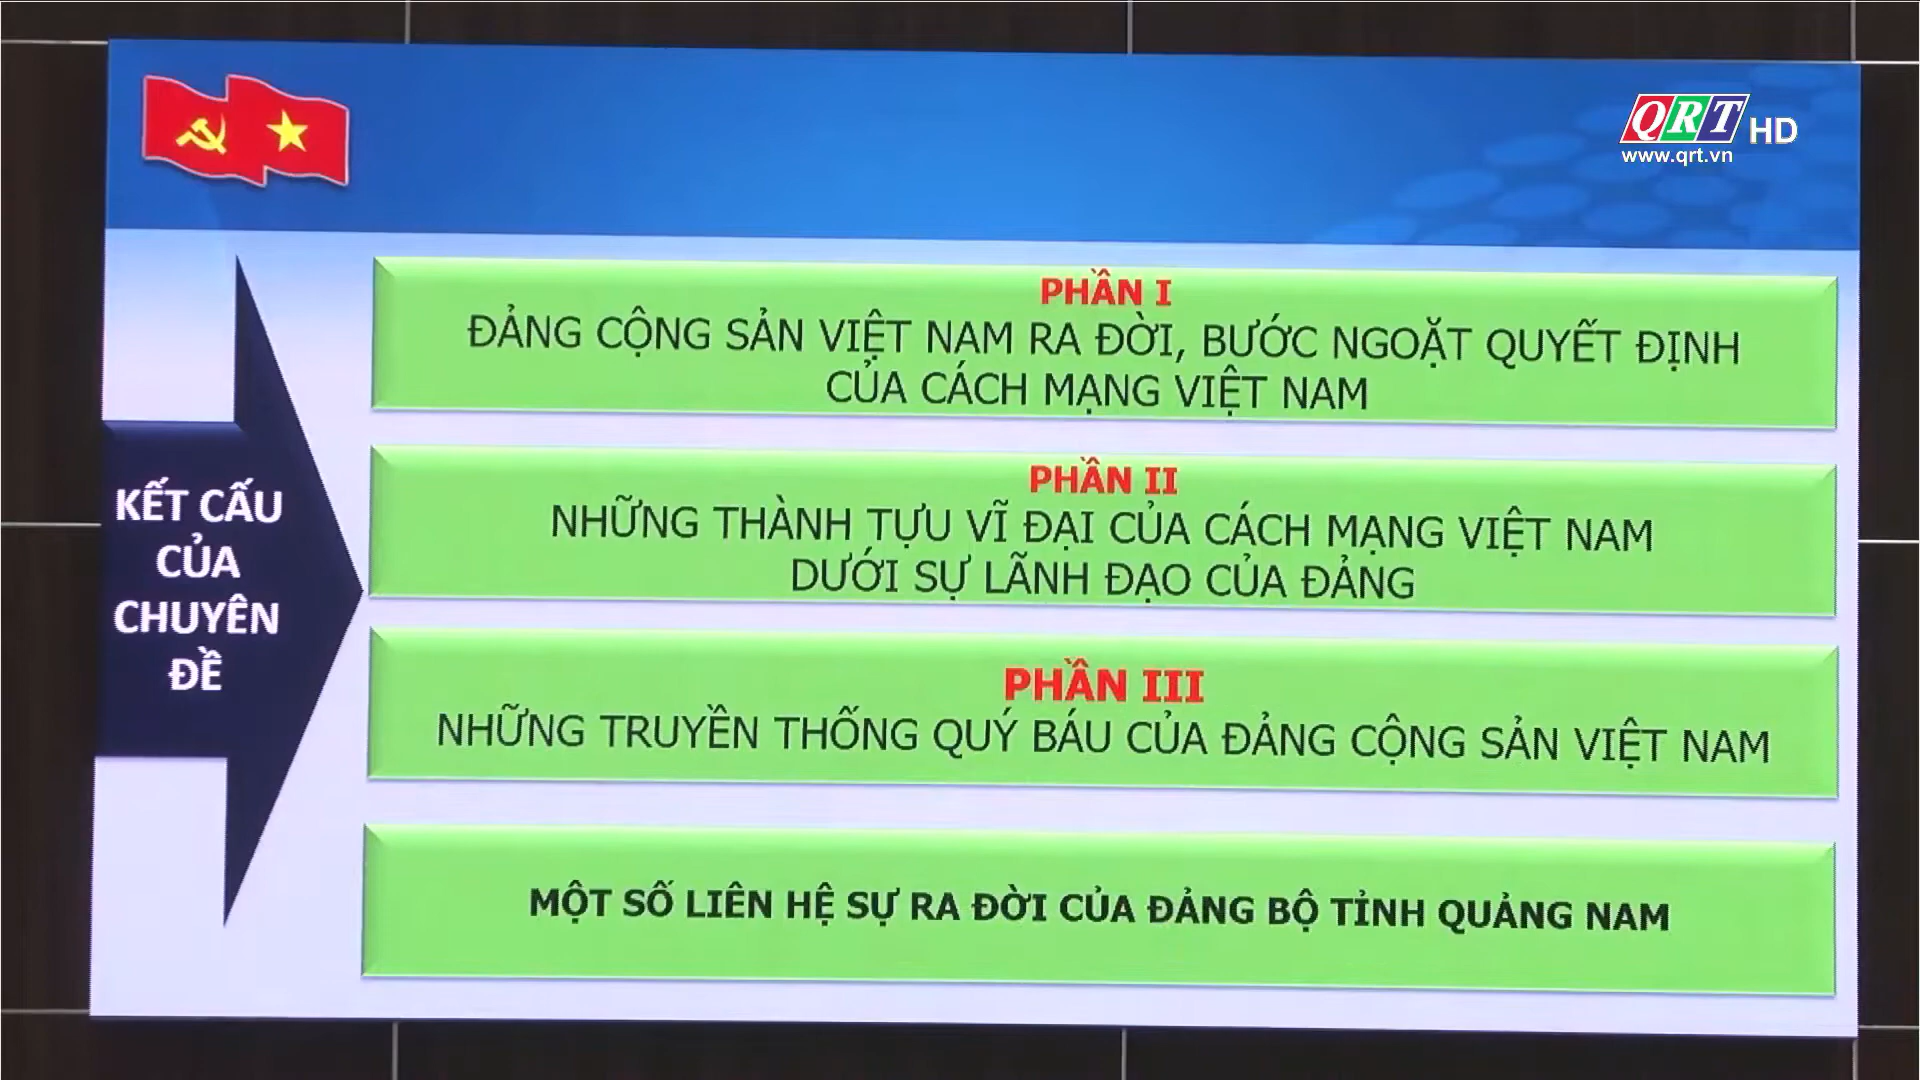 QRT HD
www.qrt.vn
KẾT CẤU
CỦA
CHUYÊN
ĐỀ
PHẦN I
ĐẢNG CỘNG SẢN VIỆT NAM RA ĐỜI, BƯỚC NGOẶT QUYẾT ĐỊNH
CỦA CÁCH MẠNG VIỆT NAM
PHẦN II
NHỮNG THÀNH TỰU VĨ ĐẠI CỦA CÁCH MẠNG VIỆT NAM
DƯỚI SỰ LÃNH ĐẠO CỦA ĐẢNG
PHẦN III
NHỮNG TRUYỀN THỐNG QUÝ BÁU CỦA ĐẢNG CỘNG SẢN VIỆT NAM
MỘT SỐ LIÊN HỆ SỰ RA ĐỜI CỦA ĐẢNG BỘ TỈNH QUẢNG NAM